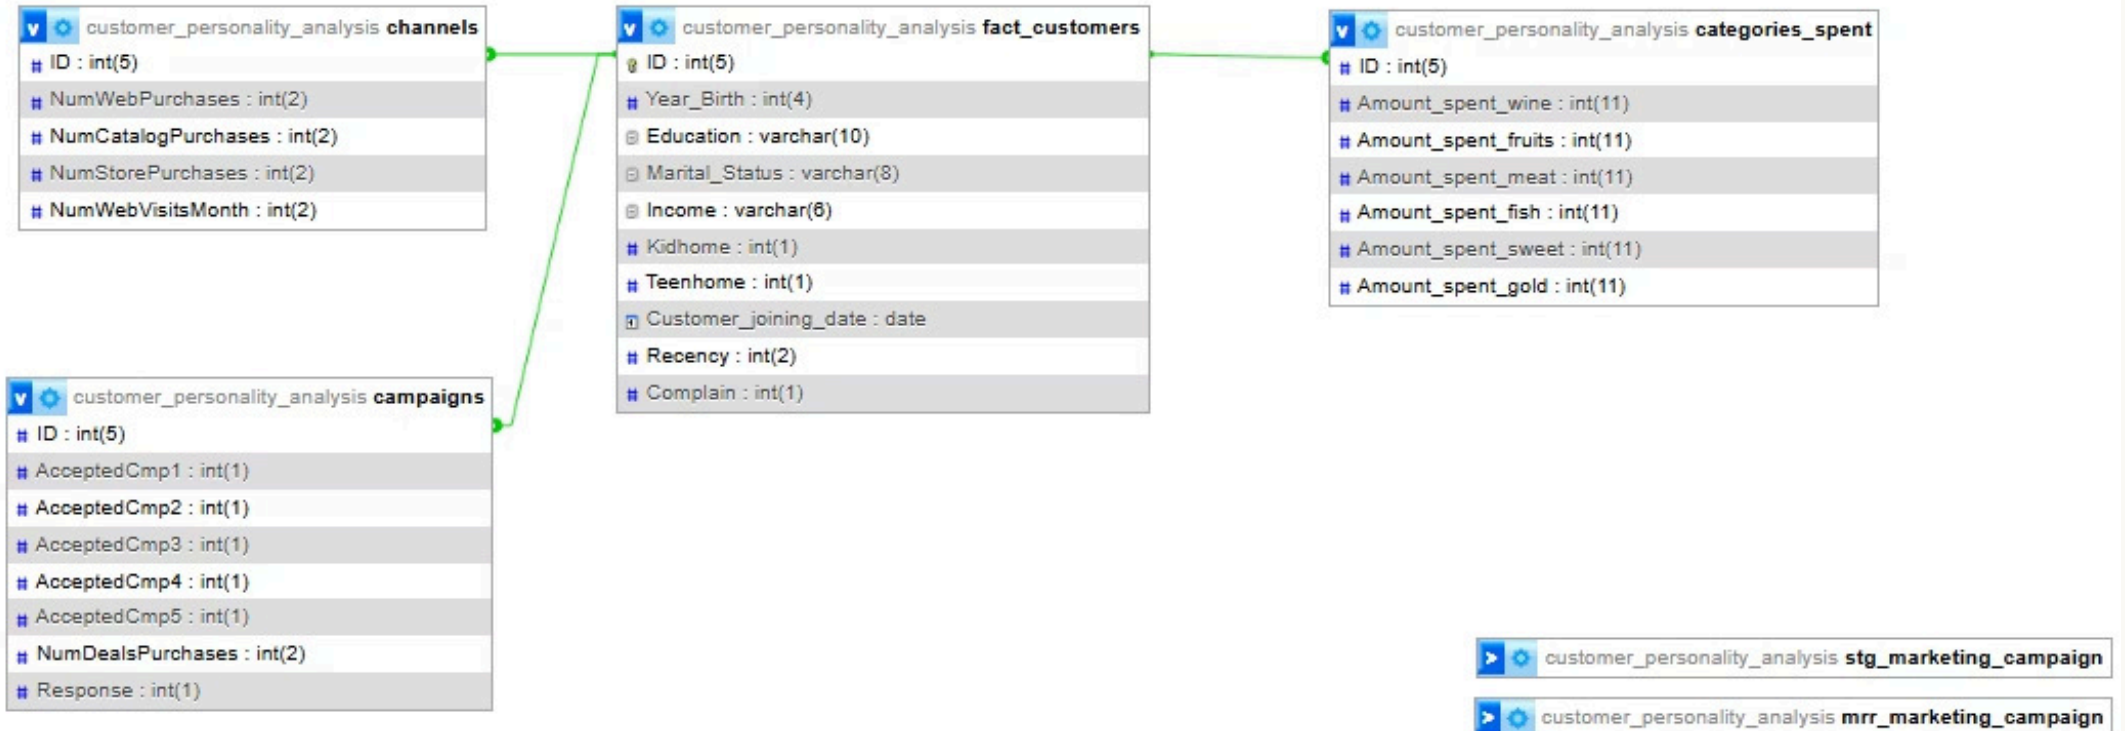 customer_personality_analysis channels
ID : int(5)
NumWebPurchases : int(2)
NumCatalogPurchases : int(2)
NumStorePurchases : int(2)
NumWebVisitsMonth : int(2)
customer_personality_analysis fact_customers
ID : int(5)
Year_Birth : int(4)
Education : varchar(10)
Marital_Status : varchar(8)
Income : varchar(6)
Kidhome : int(1)
Teenhome : int(1)
Customer_joining_date : date
Recency : int(2)
Complain : int(1)
customer_personality_analysis categories_spent
ID : int(5)
Amount_spent_wine : int(11)
Amount_spent_fruits : int(11)
Amount_spent_meat : int(11)
Amount_spent_fish : int(11)
Amount_spent_sweet : int(11)
Amount_spent_gold : int(11)
customer_personality_analysis campaigns
ID : int(5)
AcceptedCmp1 : int(1)
AcceptedCmp2 : int(1)
AcceptedCmp3 : int(1)
AcceptedCmp4 : int(1)
AcceptedCmp5 : int(1)
NumDealsPurchases : int(2)
Response : int(1)
customer_personality_analysis stg_marketing_campaign
customer_personality_analysis mrr_marketing_campaign